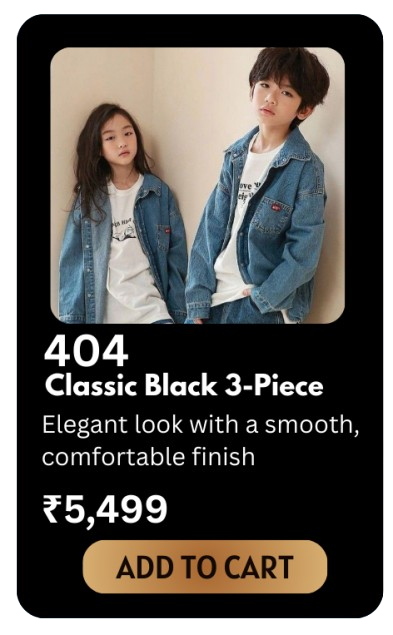 404
Classic Black 3-Piece
Elegant look with a smooth,
comfortable finish
₹5,499
ADD TO CART